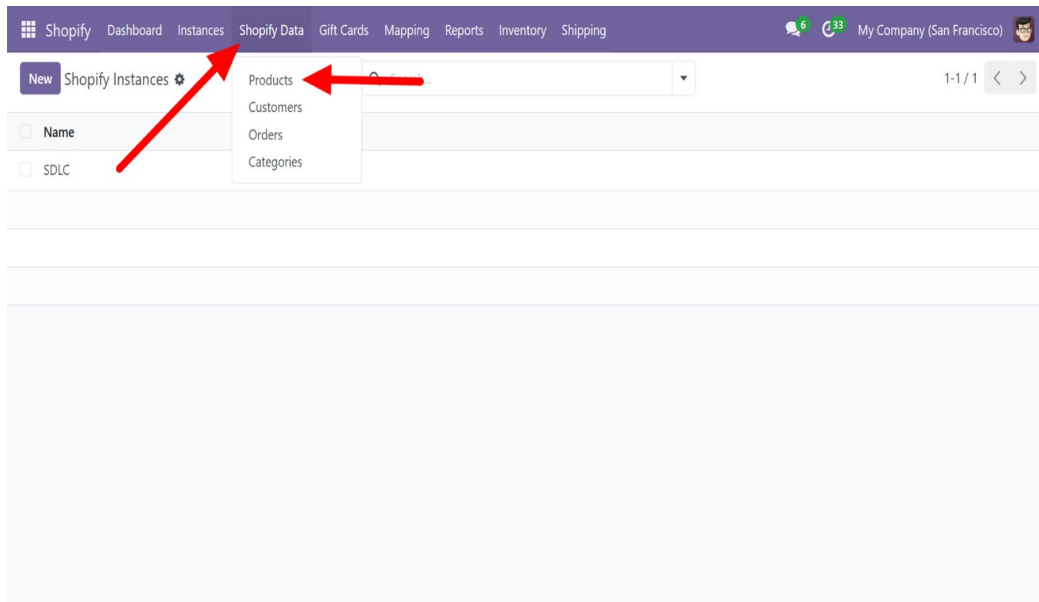 Shopify Dashboard Instances Shopify Data Gift Cards Mapping Reports Inventory Shipping 6 33 My Company (San Francisco)
New Shopify Instances 1-1 / 1
Products
Customers
Orders
Categories
Name
SDLC